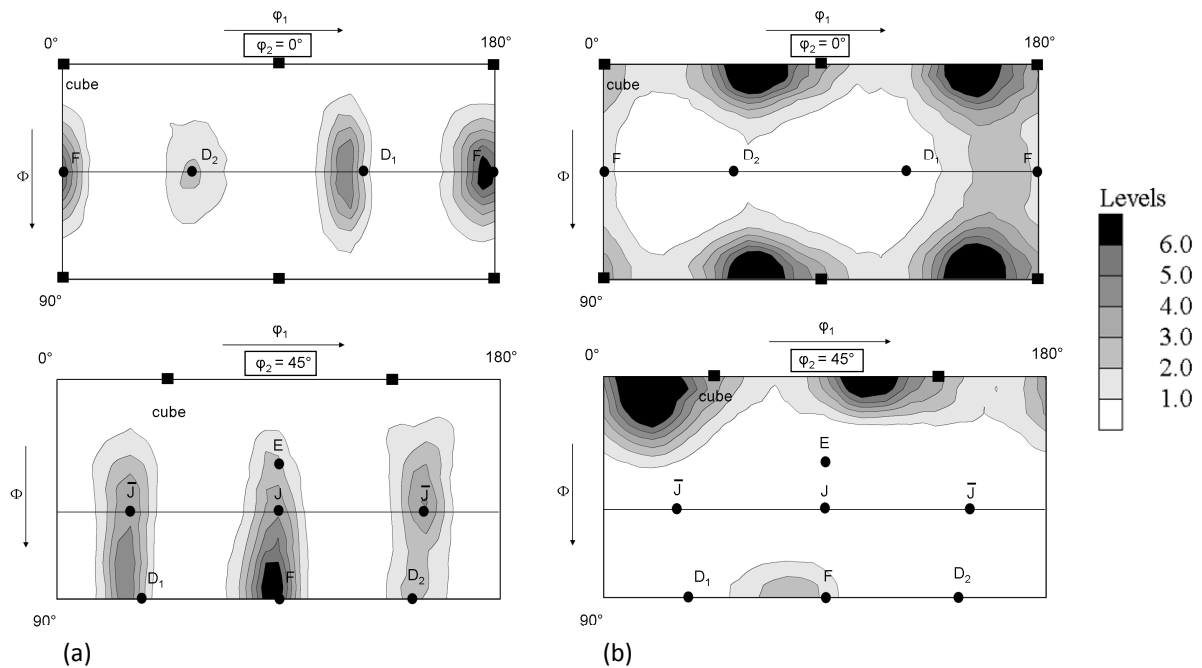 φ₁
0°
φ₂ = 0°
180°
cube
F
D₂
D₁
F
Φ
90°
φ₁
0°
φ₂ = 0°
180°
cube
F
D₂
D₁
F
Φ
90°
Levels
6.0
5.0
4.0
3.0
2.0
1.0
φ₁
0°
φ₂ = 45°
180°
cube
E
J̅
J
J̅
Φ
D₁
F
D₂
90°
φ₁
0°
φ₂ = 45°
180°
cube
E
J̅
J
J̅
Φ
D₁
F
D₂
90°
(a)
(b)